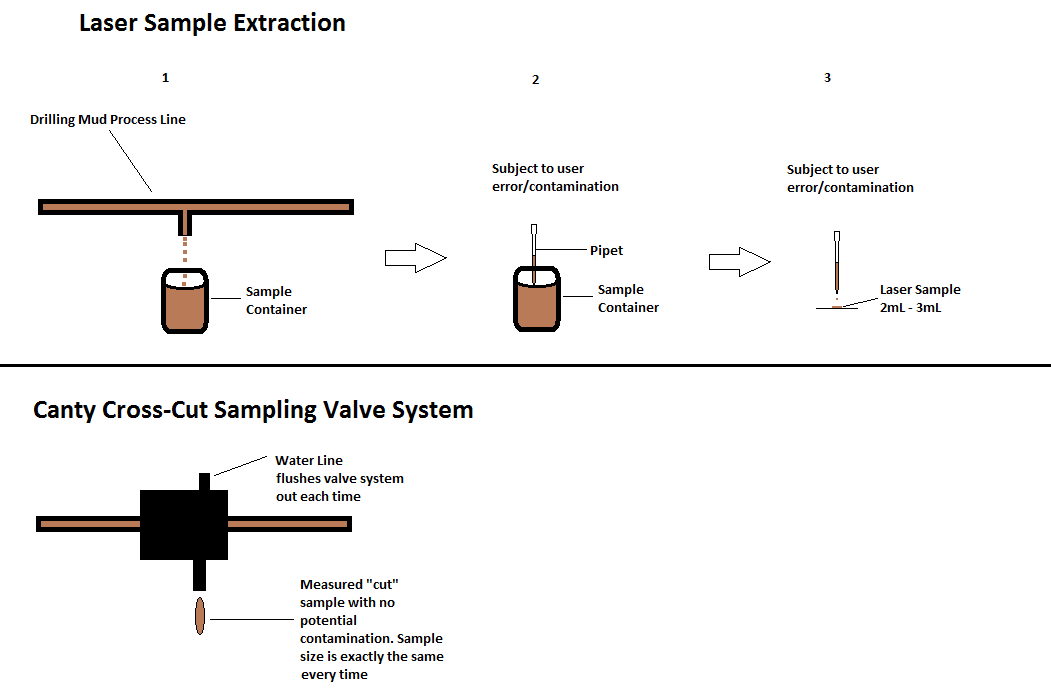 Laser Sample Extraction
1
2
3
Drilling Mud Process Line
Subject to user
error/contamination
Subject to user
error/contamination
Pipet
Sample
Container
Sample
Container
Laser Sample
2mL - 3mL
Canty Cross-Cut Sampling Valve System
Water Line
flushes valve system
out each time
Measured "cut"
sample with no
potential
contamination. Sample
size is exactly the same
every time